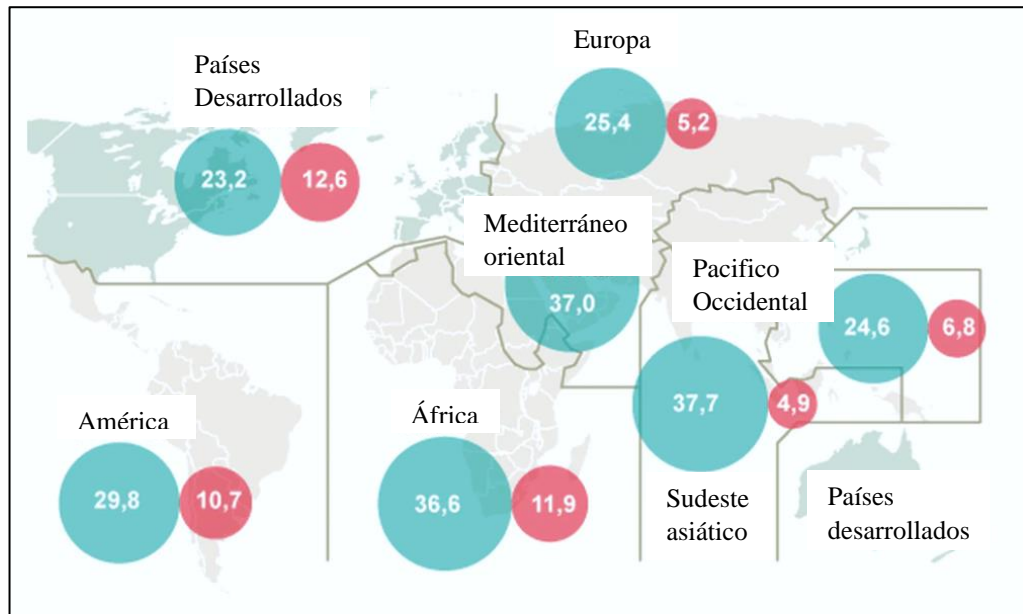 Europa
25,4
5,2
Países
Desarrollados
23,2
12,6
Mediterráneo
oriental
37,0
Pacifico
Occidental
24,6
6,8
América
29,8
10,7
África
36,6
11,9
37,7
4,9
Sudeste
asiático
Países
desarrollados